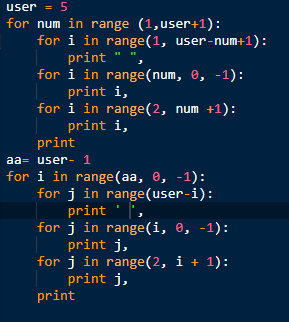 user = 5
for num in range (1,user+1):
    for i in range(1, user-num+1):
        print " ",
    for i in range(num, 0, -1):
        print i,
    for i in range(2, num +1):
        print i,
    print
aa= user- 1
for i in range(aa, 0, -1):
    for j in range(user-i):
        print ' ',
    for j in range(i, 0, -1):
        print j,
    for j in range(2, i + 1):
        print j,
    print